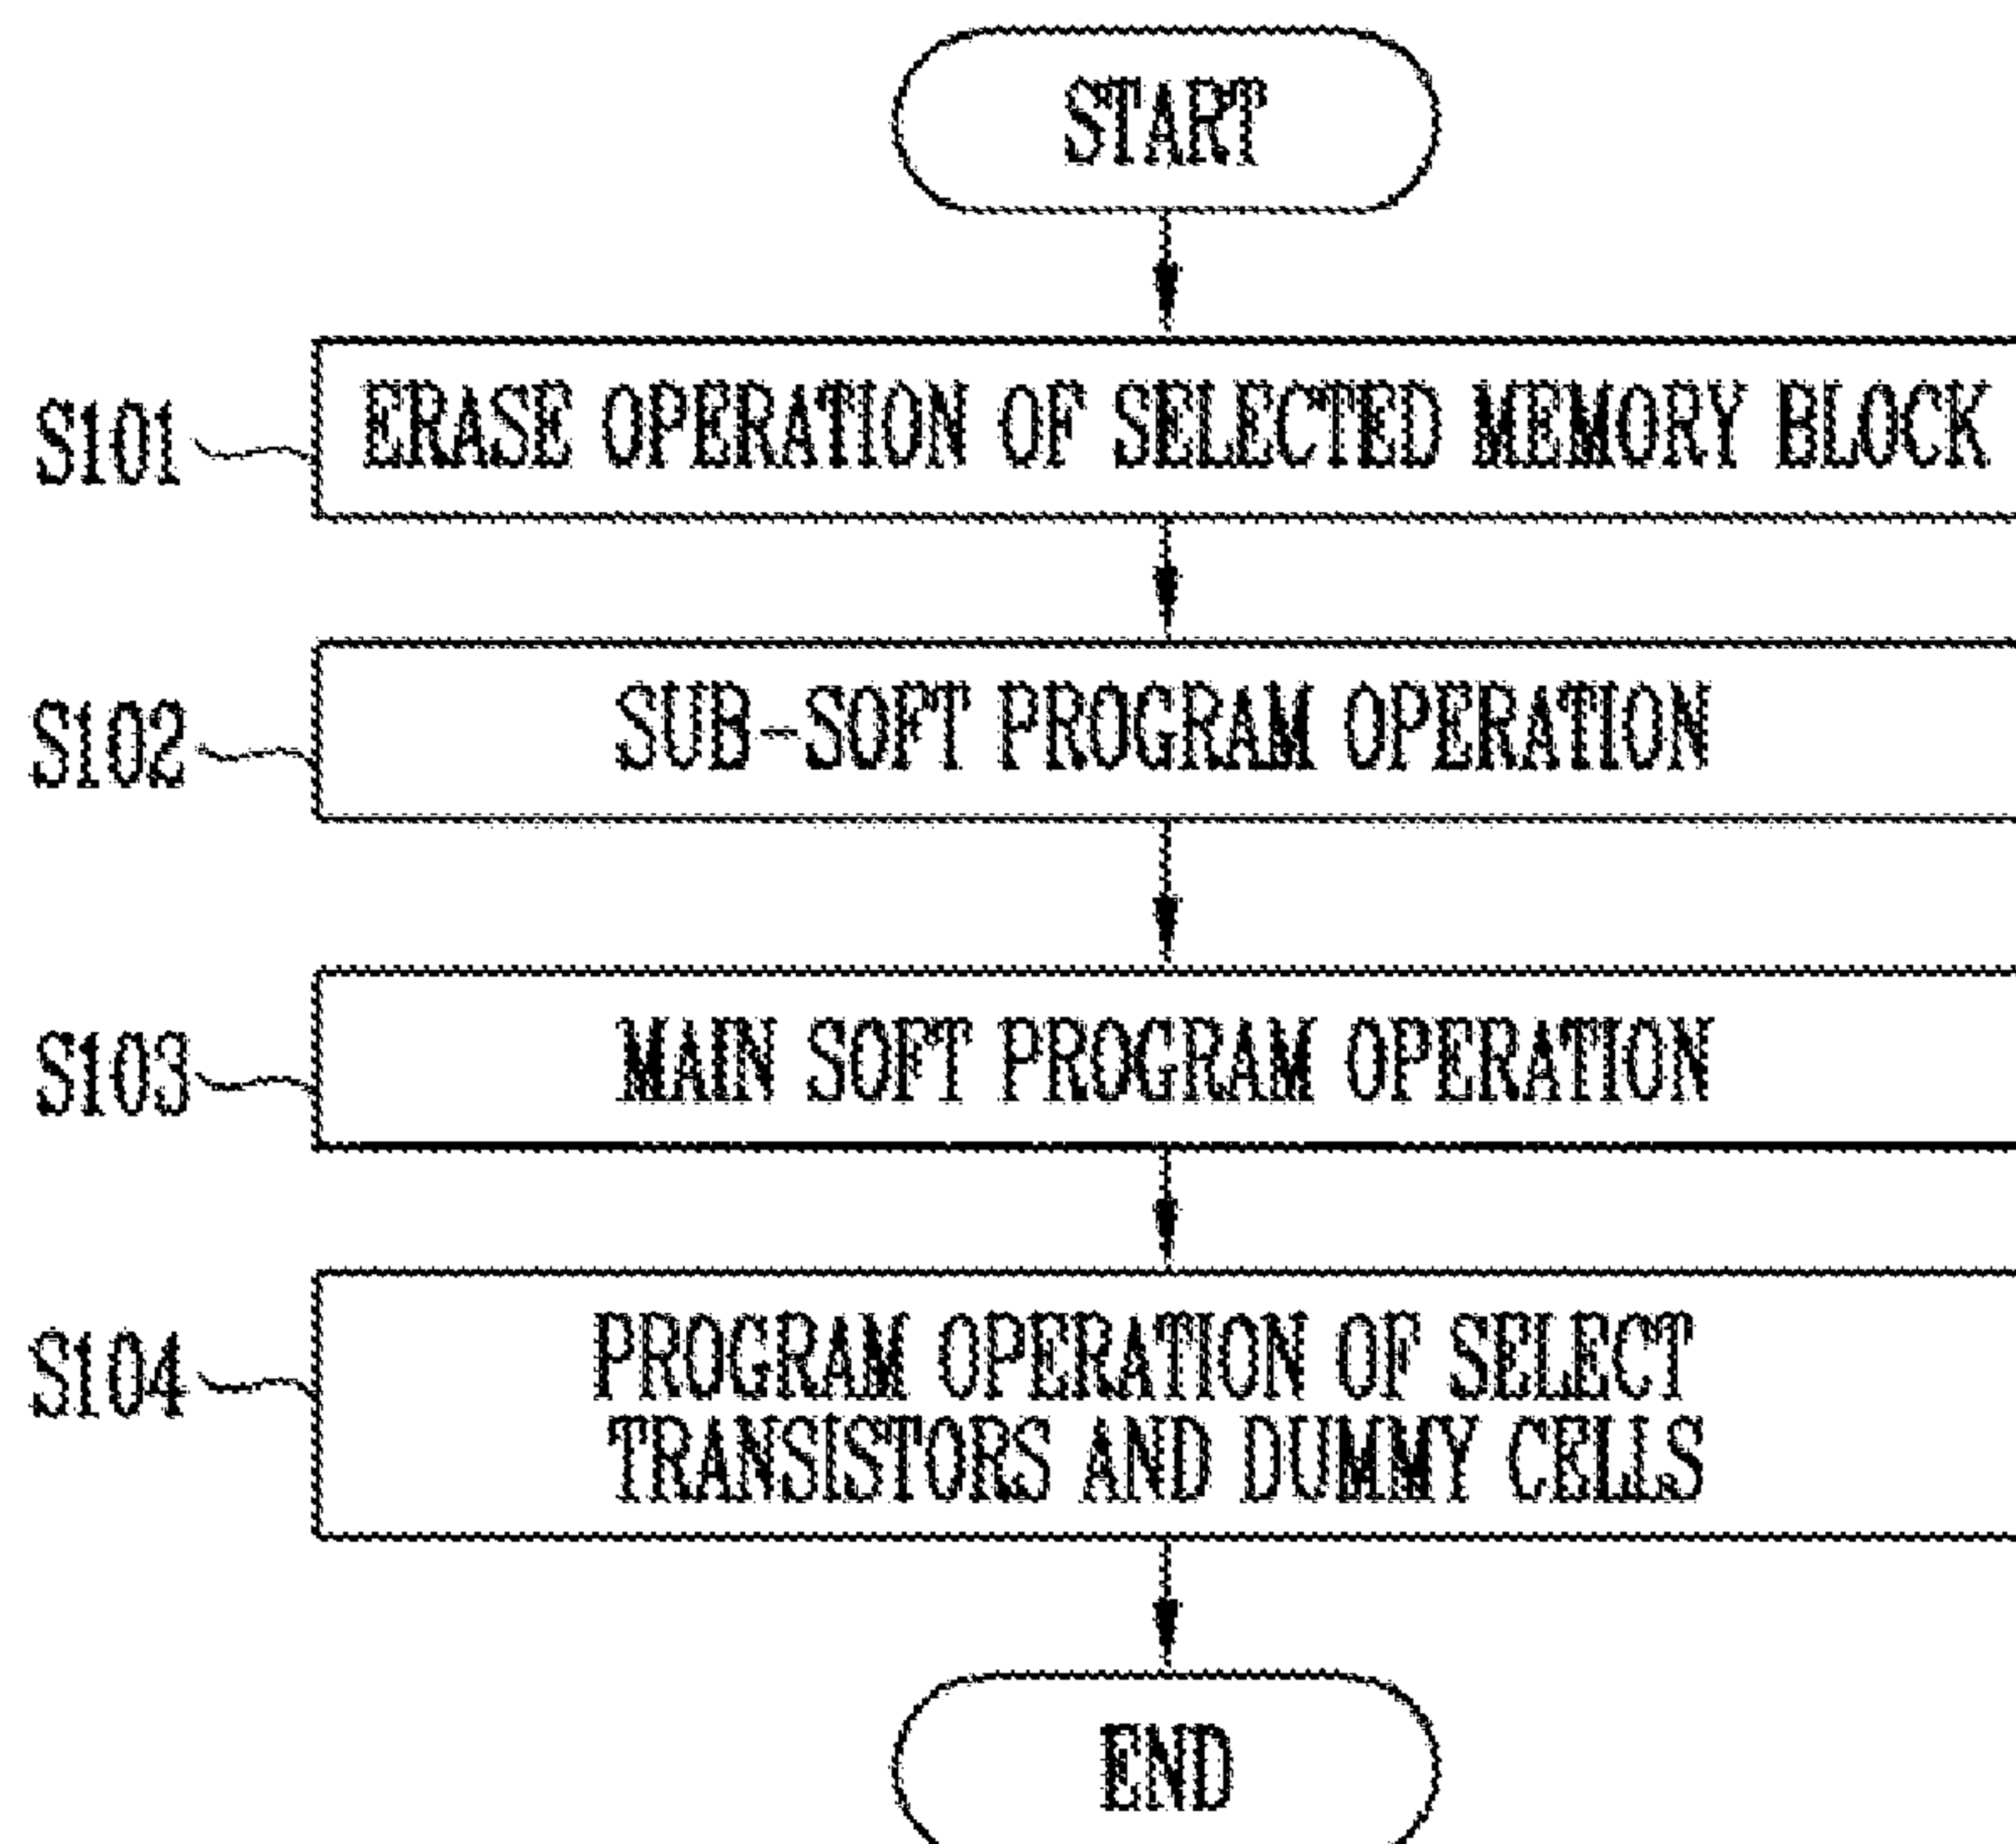 START
S101
ERASE OPERATION OF SELECTED MEMORY BLOCK
S102
SUB-SOFT PROGRAM OPERATION
S103
MAIN SOFT PROGRAM OPERATION
S104
PROGRAM OPERATION OF SELECT
TRANSISTORS AND DUMMY CELLS
END